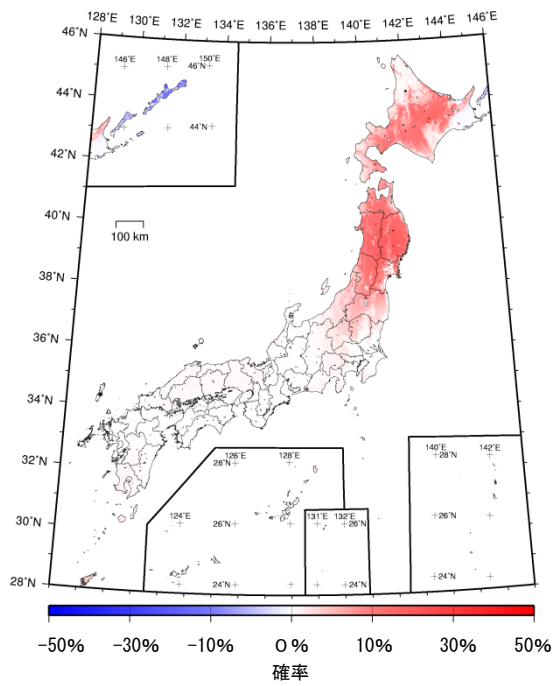 128°E 130°E 132°E 134°E 136°E 138°E 140°E 142°E 144°E 146°E
46°N
146°E 148°E 46°N 150°E
44°N
44°N
42°N
40°N
100 km
38°N
36°N
34°N
32°N
126°E 128°E
28°N
140°E 142°E
28°N
30°N
124°E
26°N
131°E 132°E
26°N
26°N
28°N
24°N
24°N
24°N
-50% -30% -10% 0% 10% 30% 50%
確率